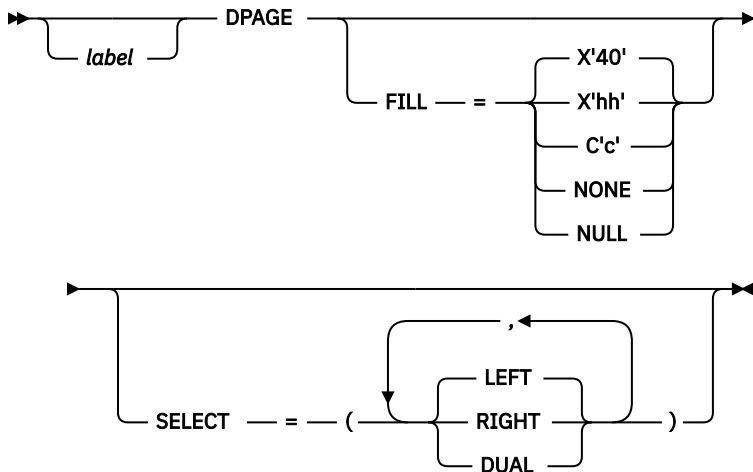 DPAGE
label
X'40'
FILL = X'hh'
C'c'
NONE
NULL
,
LEFT
SELECT = ( RIGHT )
DUAL